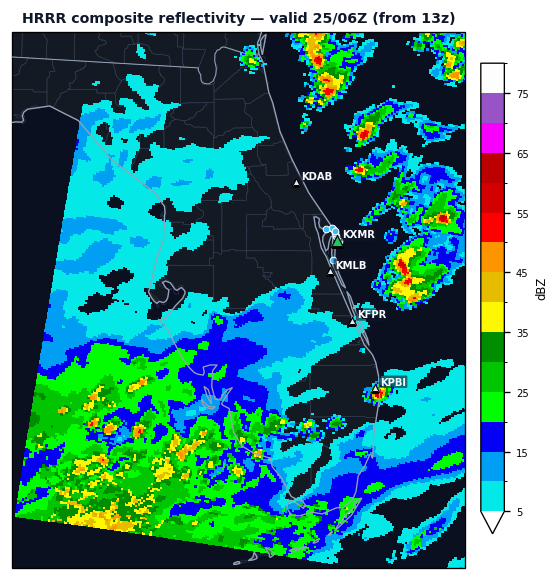 HRRR composite reflectivity — valid 25/06Z (from 13z)
KDAB
KXMR
KMLB
KFPR
KPBI
75
65
55
45
35
25
15
5
dBZ